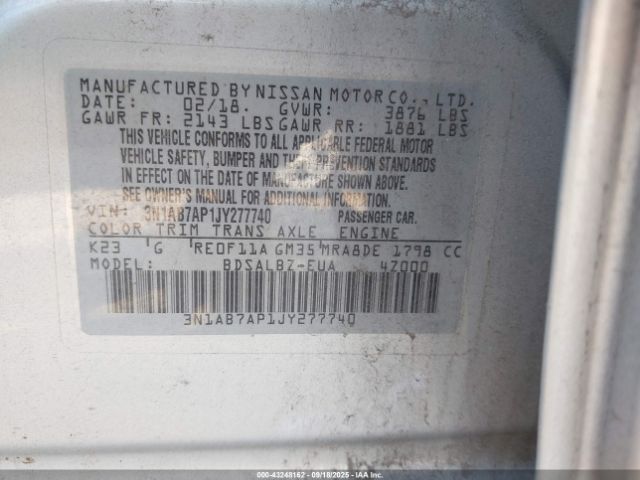 MANUFACTURED BY NISSAN MOTOR CO., LTD.
DATE: 02/18. GVWR: 3876 LBS
GAWR FR: 2143 LBS GAWR RR: 1881 LBS
THIS VEHICLE CONFORMS TO ALL APPLICABLE FEDERAL MOTOR
VEHICLE SAFETY, BUMPER AND THEFT PREVENTION STANDARDS
IN EFFECT ON THE DATE OF MANUFACTURE SHOWN ABOVE.
SEE OWNER'S MANUAL FOR ADDITIONAL INFORMATION.
VIN: 3N1AB7AP1JY277740 PASSENGER CAR.
COLOR TRIM TRANS AXLE ENGINE
K23 G RE0F11A GM35 MRA8DE 1798 CC
MODEL: BDSALBZ-EUA 4Z000
3N1AB7AP1JY277740
000-43248162 - 09/18/2025 - IAAI.COM